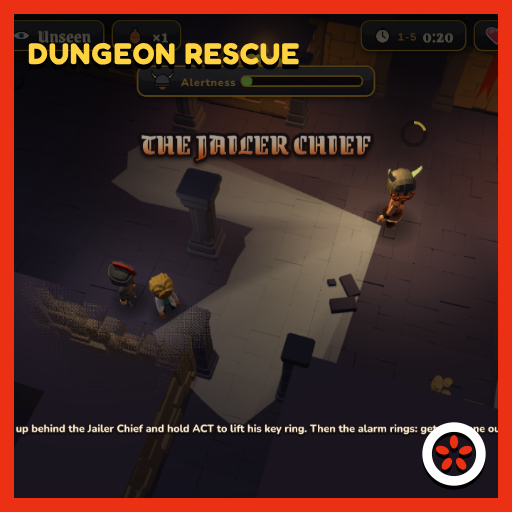 Unseen
×1
1-5 0:20
DUNGEON RESCUE
Alertness
THE JAILER CHIEF
up behind the Jailer Chief and hold ACT to lift his key ring. Then the alarm rings: get